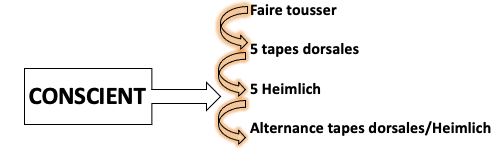 Faire tousser
5 tapes dorsales
CONSCIENT
5 Heimlich
Alternance tapes dorsales/Heimlich